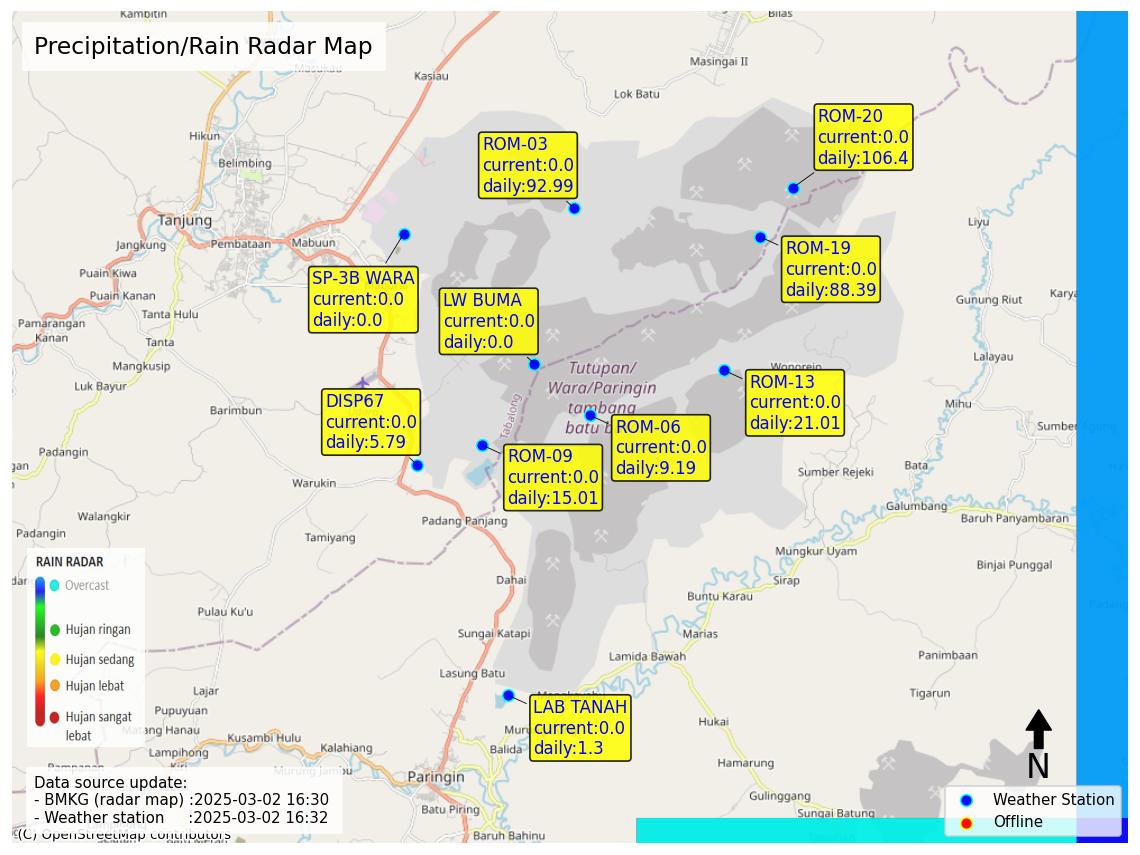 Kambitin
Bilas
Precipitation/Rain Radar Map
Masukau
Kasiau
Masingai II
Lok Batu
ROM-20
current:0.0
daily:106.4
Hikun
ROM-03
current:0.0
daily:92.99
Belimbing
Tanjung
Liyu
Jangkung
Pembataan
Mabuun
ROM-19
current:0.0
daily:88.39
Puain Kiwa
SP-3B WARA
current:0.0
daily:0.0
Puain Kanan
LW BUMA
current:0.0
daily:0.0
Gunung Riut
Karya
Tanta Hulu
Pamarangan
Kanan
Tanta
Mangkusip
Tutupan/
Wara/Paringin
tambang
batu b
Wonorejo
Lalayau
Luk Bayur
ROM-13
current:0.0
daily:21.01
Barimbun
DISP67
current:0.0
daily:5.79
Tabalong
Mihu
ROM-06
current:0.0
daily:9.19
Sumber Agung
gan
Padangin
ROM-09
current:0.0
daily:15.01
Sumber Rejeki
Bata
Warukin
Galumbang
Walangkir
Padang Panjang
Baruh Panyambaran
Padangin
Tamiyang
Mungkur Uyam
Binjai Punggal
RAIN RADAR
Overcast
Hujan ringan
Hujan sedang
Hujan lebat
Hujan sangat
lebat
Dahai
Sirap
Buntu Karau
Padang
Pulau Ku'u
Sungai Katapi
Marias
Lamida Bawah
Panimbaan
Lasung Batu
Lajar
Tigarun
Pupuyuan
LAB TANAH
current:0.0
daily:1.3
Hukai
Matang Hanau
Kusambi Hulu
Lampihong
Kalahiang
Balida
Hamarung
Murung Jambu
Paringin
N
Data source update:
- BMKG (radar map) :2025-03-02 16:30
- Weather station :2025-03-02 16:32
Gulinggang
Batu Piring
Sungai Batung
Weather Station
Offline
(C) OpenStreetMap contributors
Baruh Bahinu